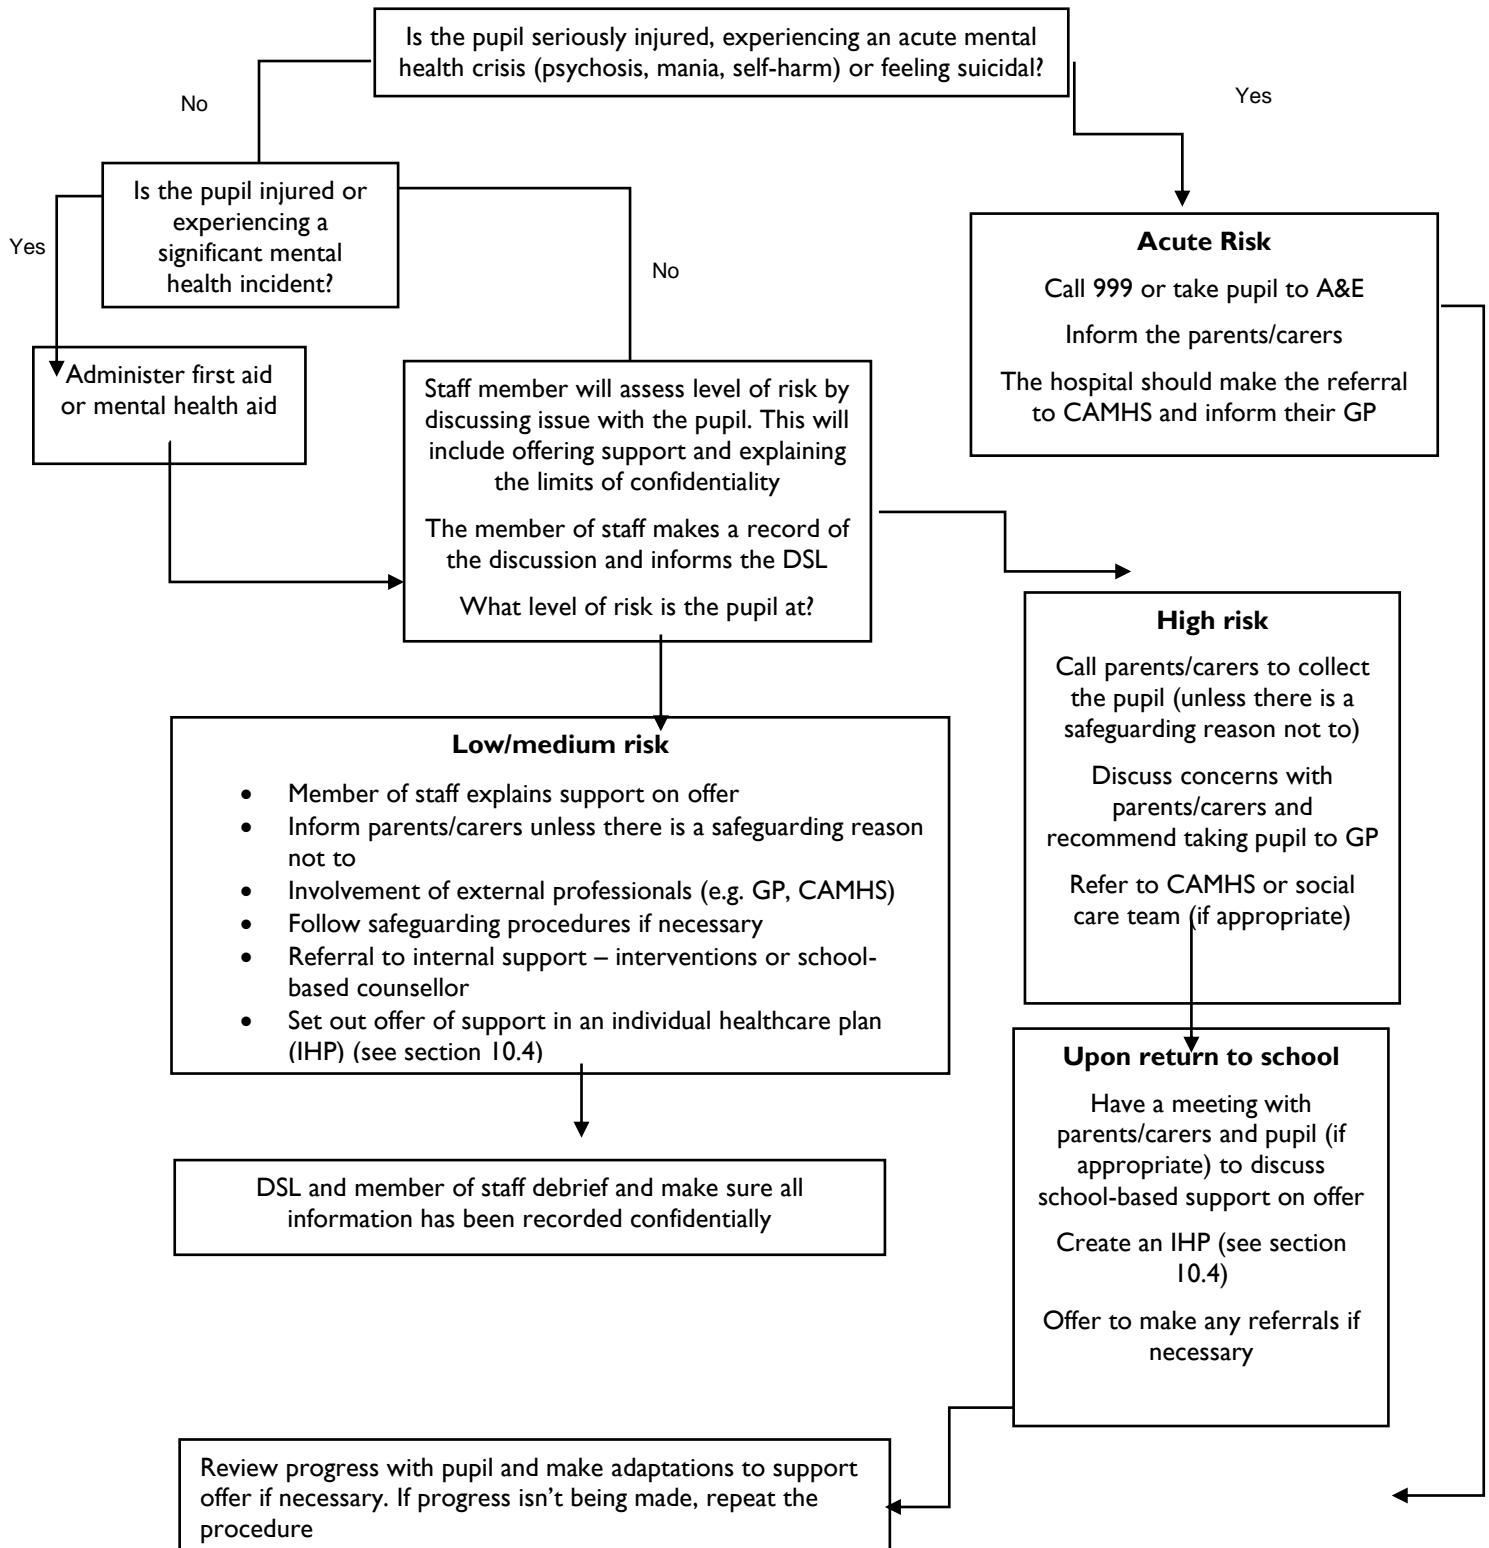 Is the pupil seriously injured, experiencing an acute mental
health crisis (psychosis, mania, self-harm) or feeling suicidal?
No
Yes
Is the pupil injured or
experiencing a
significant mental
health incident?
Yes
No
Acute Risk
Call 999 or take pupil to A&E
Inform the parents/carers
The hospital should make the referral
to CAMHS and inform their GP
Administer first aid
or mental health aid
Staff member will assess level of risk by
discussing issue with the pupil. This will
include offering support and explaining
the limits of confidentiality
The member of staff makes a record of
the discussion and informs the DSL
What level of risk is the pupil at?
High risk
Call parents/carers to collect
the pupil (unless there is a
safeguarding reason not to)
Discuss concerns with
parents/carers and
recommend taking pupil to GP
Refer to CAMHS or social
care team (if appropriate)
Low/medium risk
• Member of staff explains support on offer
• Inform parents/carers unless there is a safeguarding reason
not to
• Involvement of external professionals (e.g. GP, CAMHS)
• Follow safeguarding procedures if necessary
• Referral to internal support – interventions or school-
based counsellor
• Set out offer of support in an individual healthcare plan
(IHP) (see section 10.4)
Upon return to school
Have a meeting with
parents/carers and pupil (if
appropriate) to discuss
school-based support on offer
Create an IHP (see section
10.4)
Offer to make any referrals if
necessary
DSL and member of staff debrief and make sure all
information has been recorded confidentially
Review progress with pupil and make adaptations to support
offer if necessary. If progress isn’t being made, repeat the
procedure